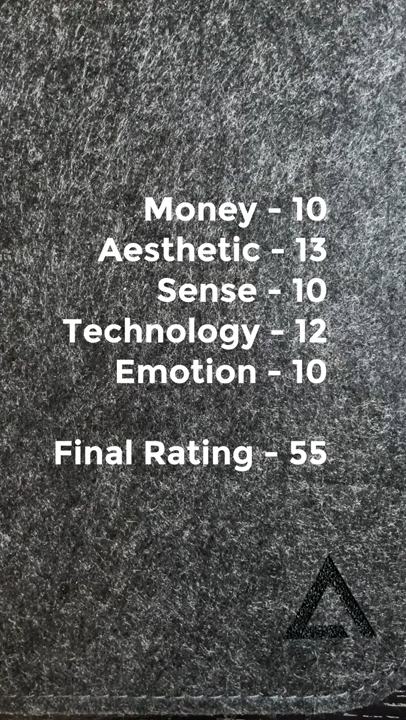 Money - 10
Aesthetic - 13
Sense - 10
Technology - 12
Emotion - 10
Final Rating - 55